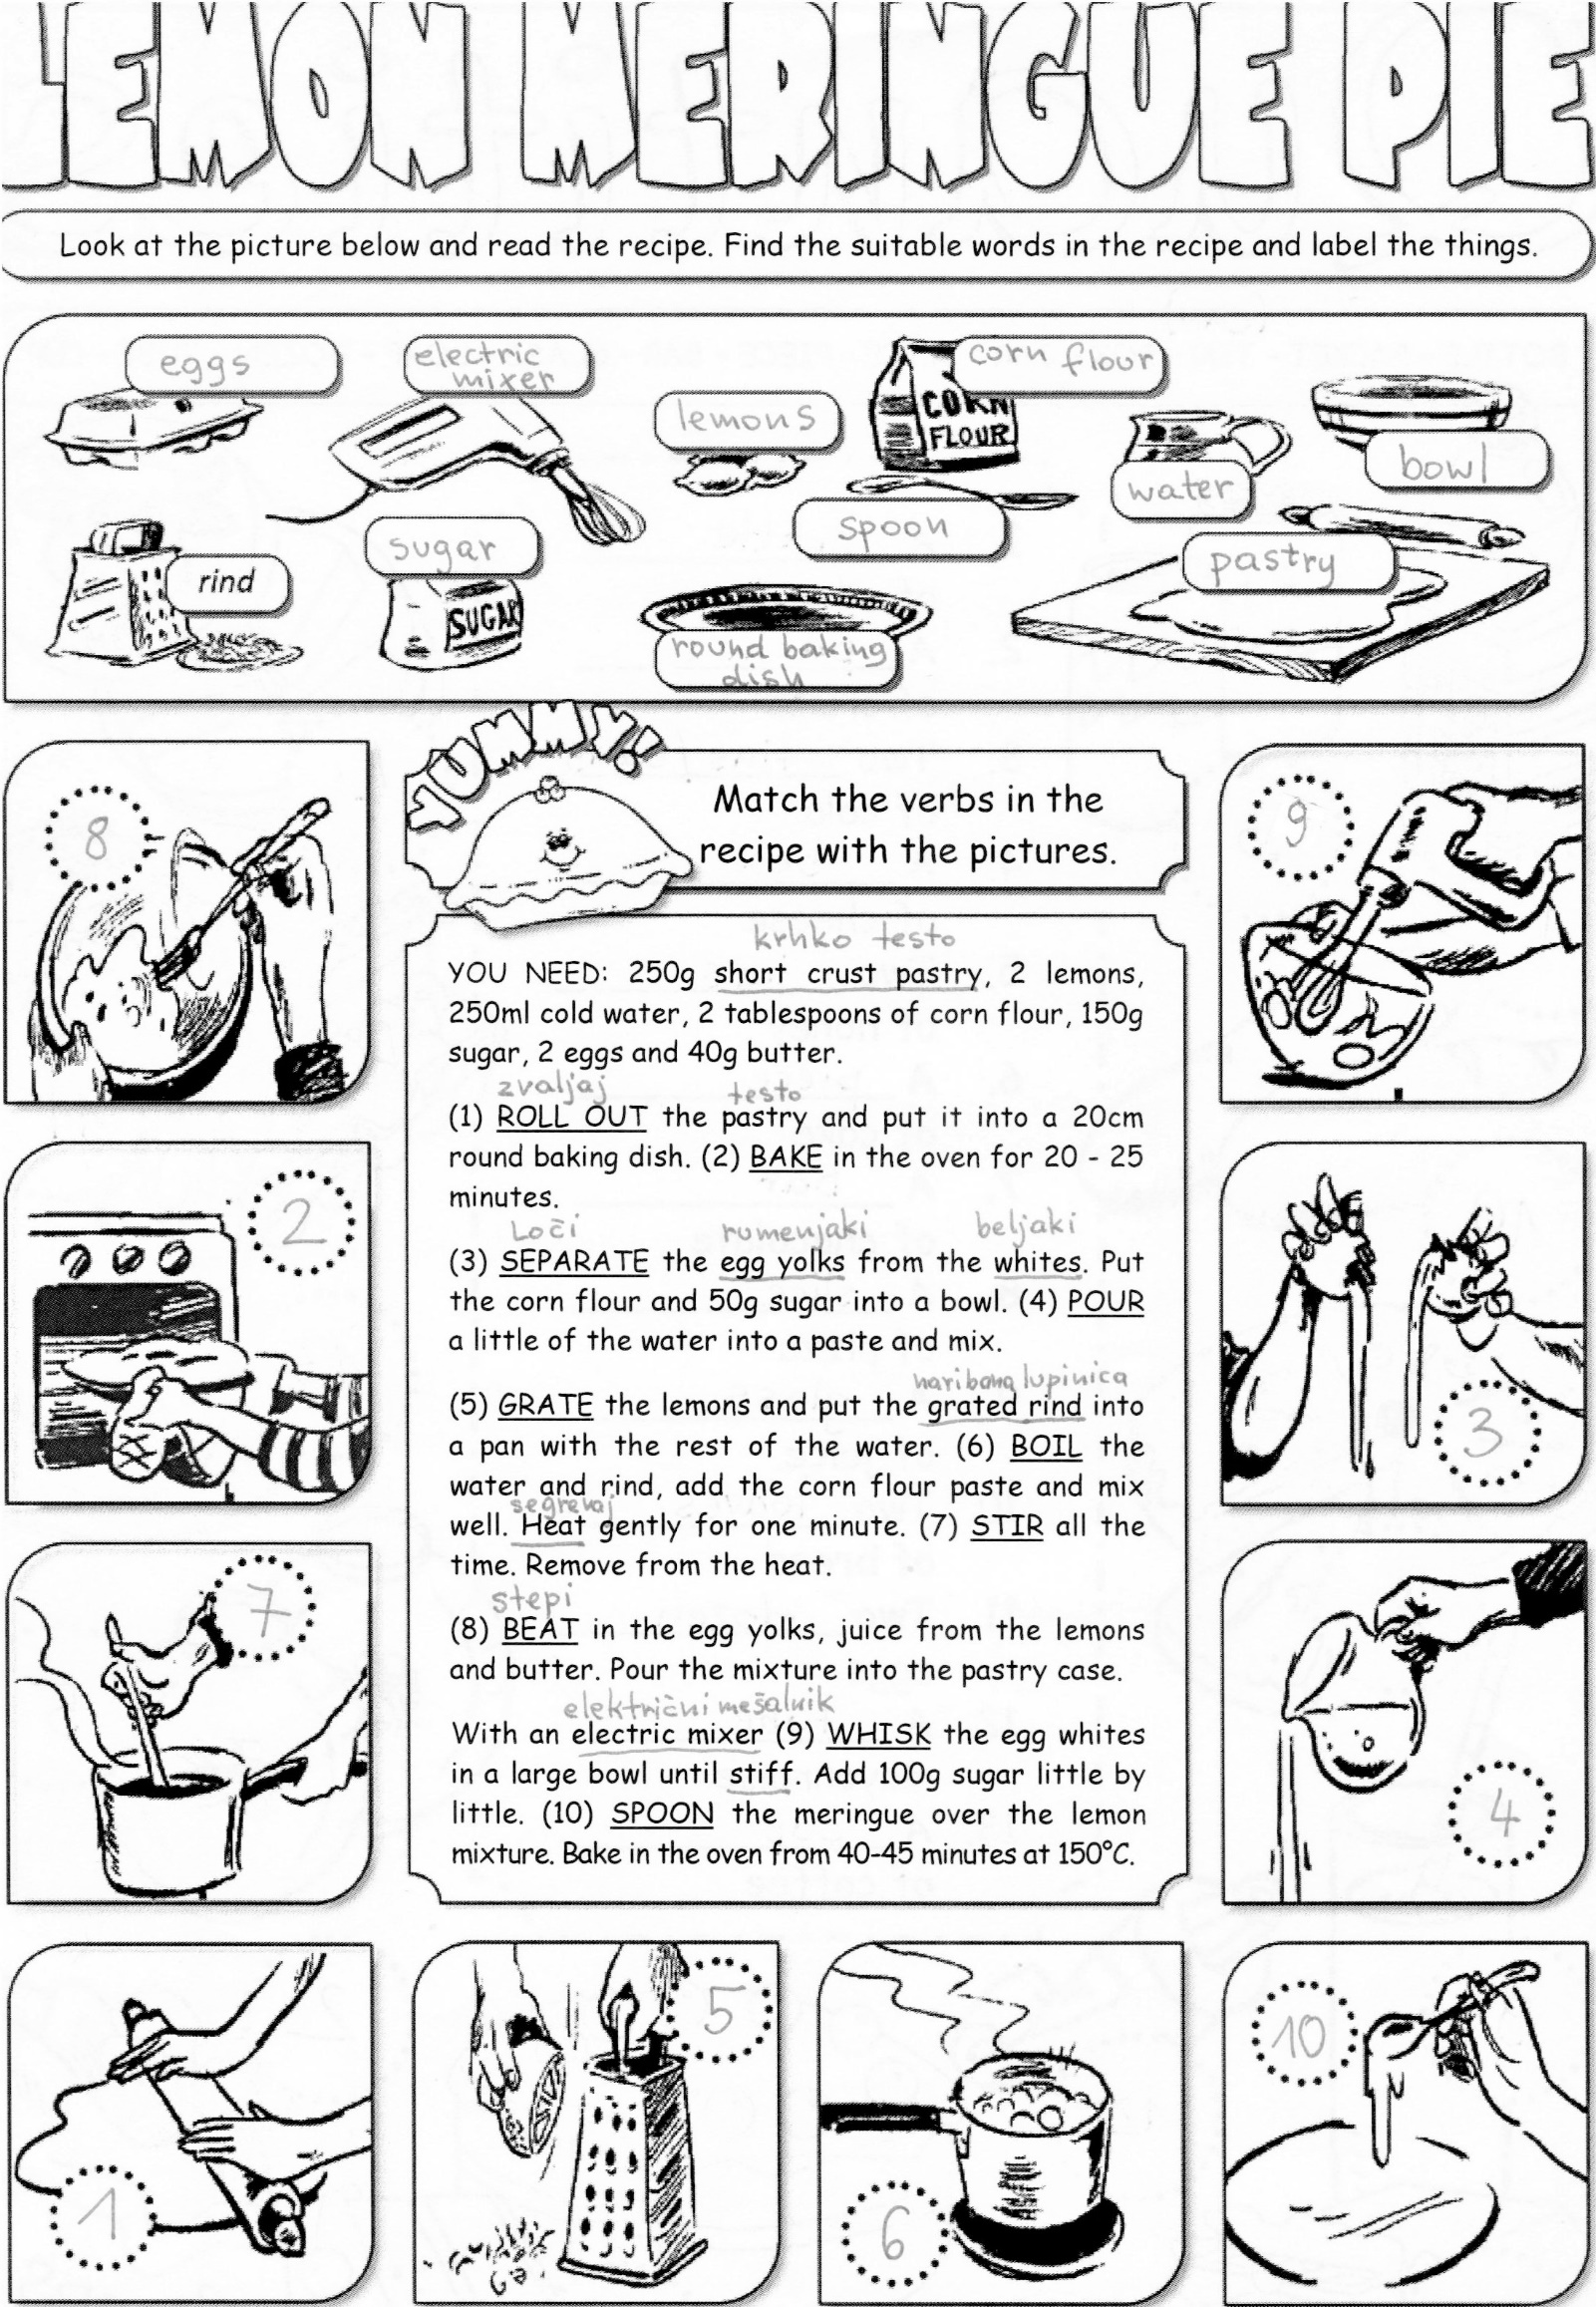 LEMON MERINGUE PIE
Look at the picture below and read the recipe. Find the suitable words in the recipe and label the things.
eggs
electric
mixer
lemons
corn flour
CORN
FLOUR
water
bowl
rind
sugar
SUGAR
spoon
round baking
dish
pastry
8
YUMMY!
Match the verbs in the
recipe with the pictures.
9
krhko testo
YOU NEED: 250g short crust pastry, 2 lemons,
250ml cold water, 2 tablespoons of corn flour, 150g
sugar, 2 eggs and 40g butter.
zvaljaj testo
(1) ROLL OUT the pastry and put it into a 20cm
round baking dish. (2) BAKE in the oven for 20 - 25
minutes.
Loči rumenjaki beljaki
(3) SEPARATE the egg yolks from the whites. Put
the corn flour and 50g sugar into a bowl. (4) POUR
a little of the water into a paste and mix.
naribana lupinica
(5) GRATE the lemons and put the grated rind into
a pan with the rest of the water. (6) BOIL the
water and rind, add the corn flour paste and mix
segrevaj
well. Heat gently for one minute. (7) STIR all the
time. Remove from the heat.
stepi
(8) BEAT in the egg yolks, juice from the lemons
and butter. Pour the mixture into the pastry case.
električni mešalnik
With an electric mixer (9) WHISK the egg whites
in a large bowl until stiff. Add 100g sugar little by
little. (10) SPOON the meringue over the lemon
mixture. Bake in the oven from 40-45 minutes at 150°C.
2
3
7
4
1
5
6
10